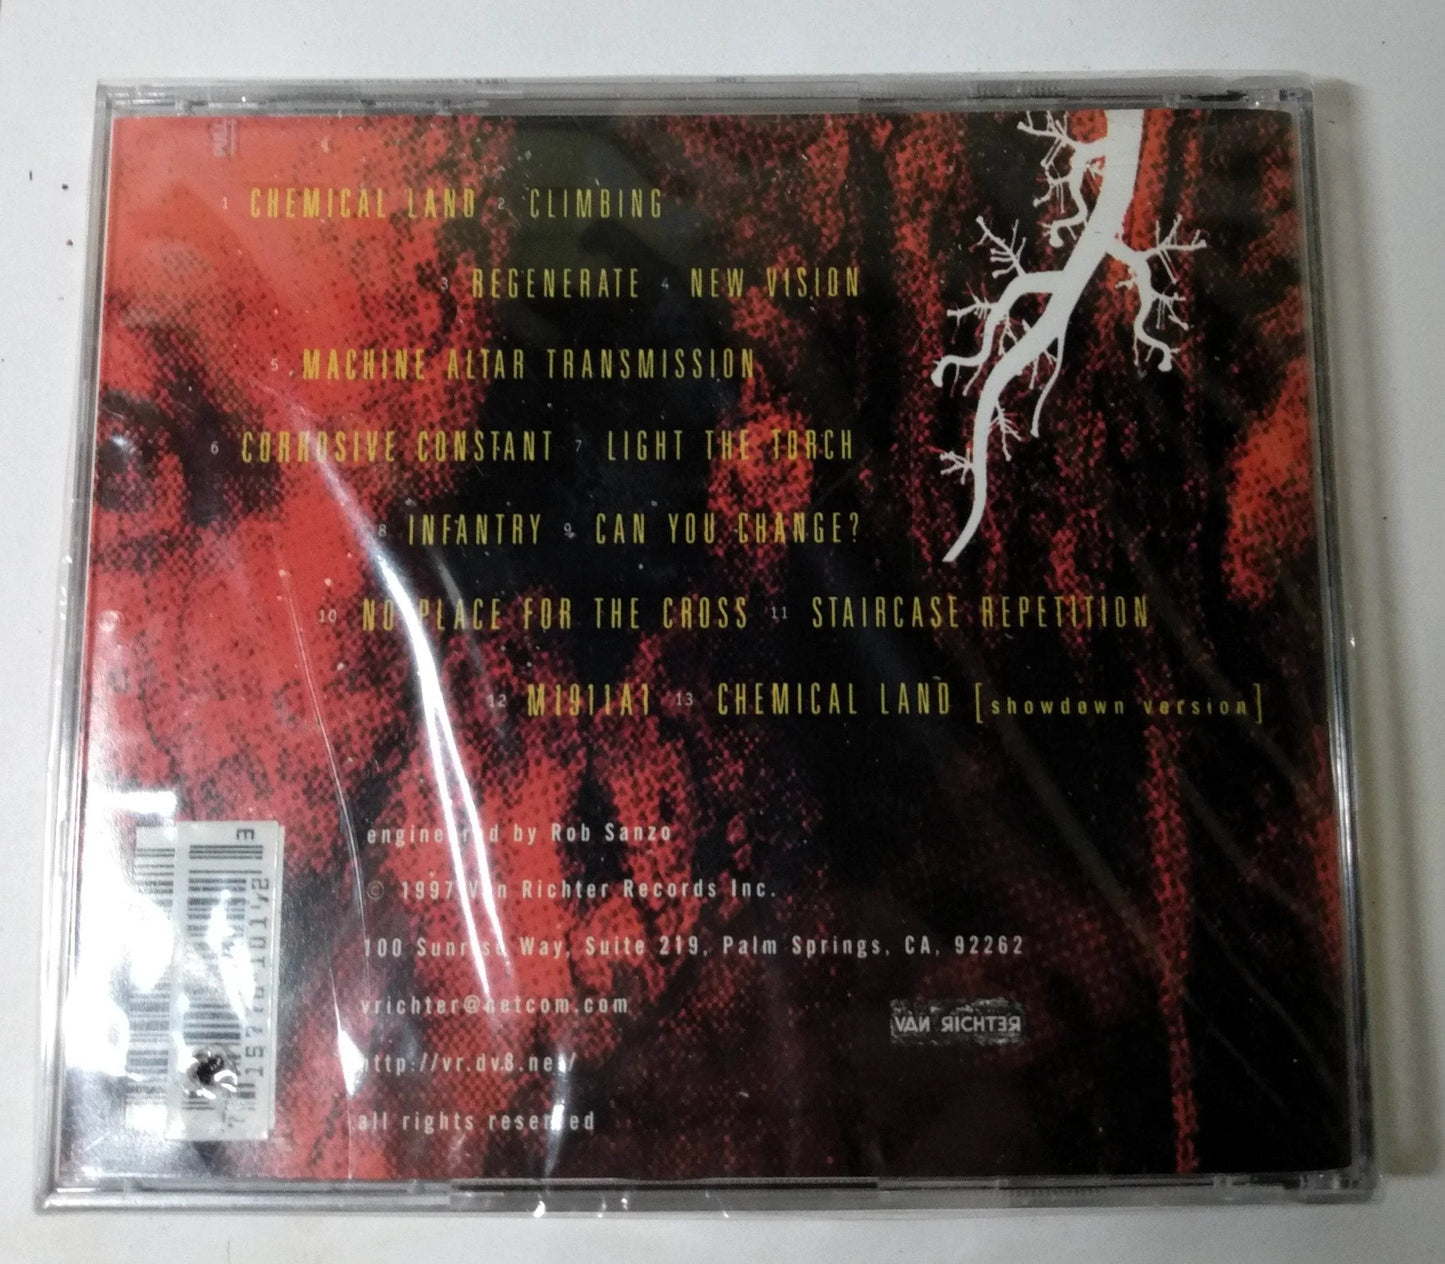 1 CHEMICAL LAND 2 CLIMBING
3 REGENERATE 4 NEW VISION
5 MACHINE ALTAR TRANSMISSION
6 CORROSIVE CONSTANT 7 LIGHT THE TORCH
8 INFANTRY 9 CAN YOU CHANGE?
10 NO PLACE FOR THE CROSS 11 STAIRCASE REPETITION
12 M1911A1 13 CHEMICAL LAND [showdown version]
engineered by Rob Sanzo
© 1997 Van Richter Records Inc.
100 Sunrise Way, Suite 219, Palm Springs, CA, 92262
vrichter@netcom.com
http://vr.dv8.net/
all rights reserved
VAN RICHTER